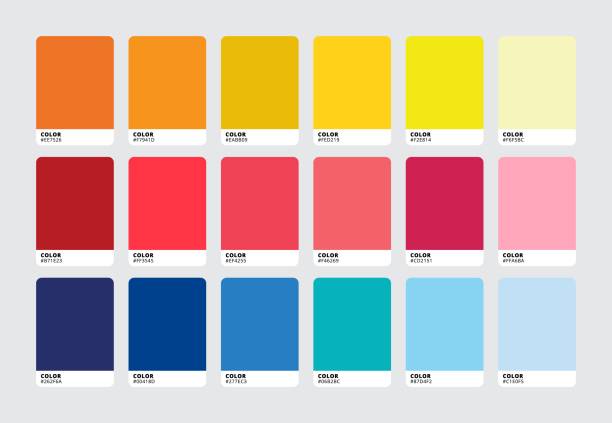 COLOR COLOR COLOR COLOR COLOR COLOR
#EE7526 #F7941D #EABB09 #FED219 #F2E814 #F6F5BC
COLOR COLOR COLOR COLOR COLOR COLOR
#B71E23 #FF3545 #EF4255 #F46269 #CD2151 #FFA6BA
COLOR COLOR COLOR COLOR COLOR COLOR
#262F6A #00418D #277EC3 #06B2BC #87D4F2 #C1E0F5